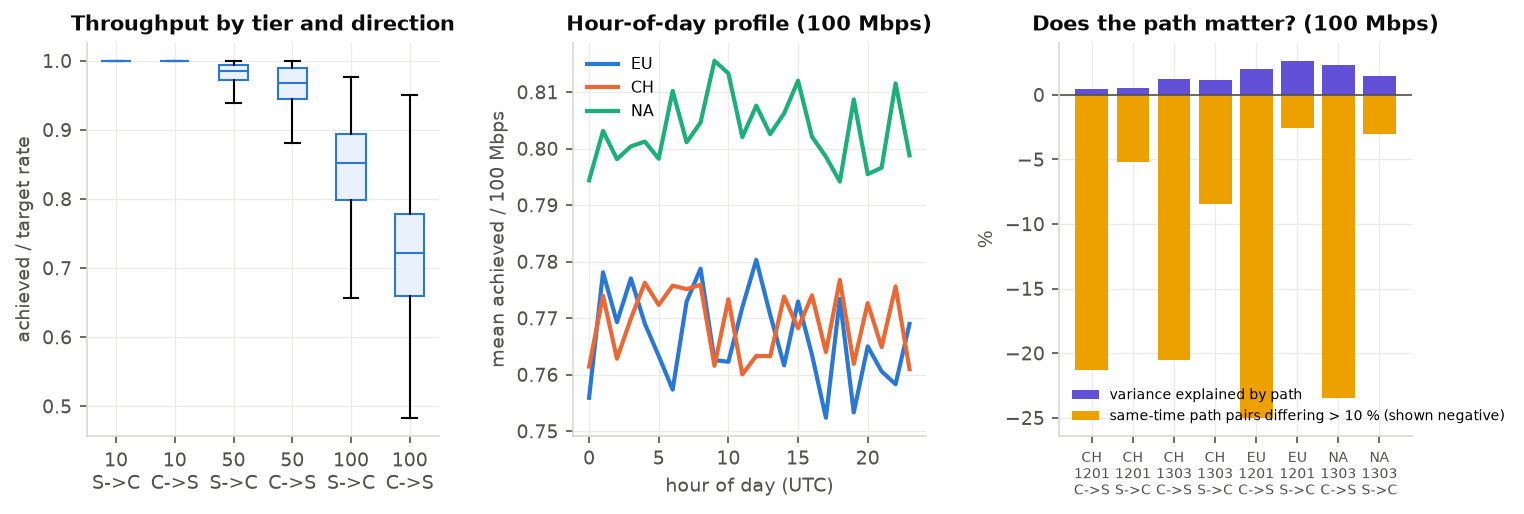 Throughput by tier and direction
achieved / target rate
1.0
0.9
0.8
0.7
0.6
0.5
10 10 50 50 100 100
S->C C->S S->C C->S S->C C->S
Hour-of-day profile (100 Mbps)
EU
CH
NA
mean achieved / 100 Mbps
0.81
0.80
0.79
0.78
0.77
0.76
0.75
0 5 10 15 20
hour of day (UTC)
Does the path matter? (100 Mbps)
%
0
−5
−10
−15
−20
−25
variance explained by path
same-time path pairs differing > 10 % (shown negative)
CH CH CH CH EU EU NA NA
1201 1201 1303 1303 1201 1201 1303 1303
C->S S->C C->S S->C C->S S->C C->S S->C